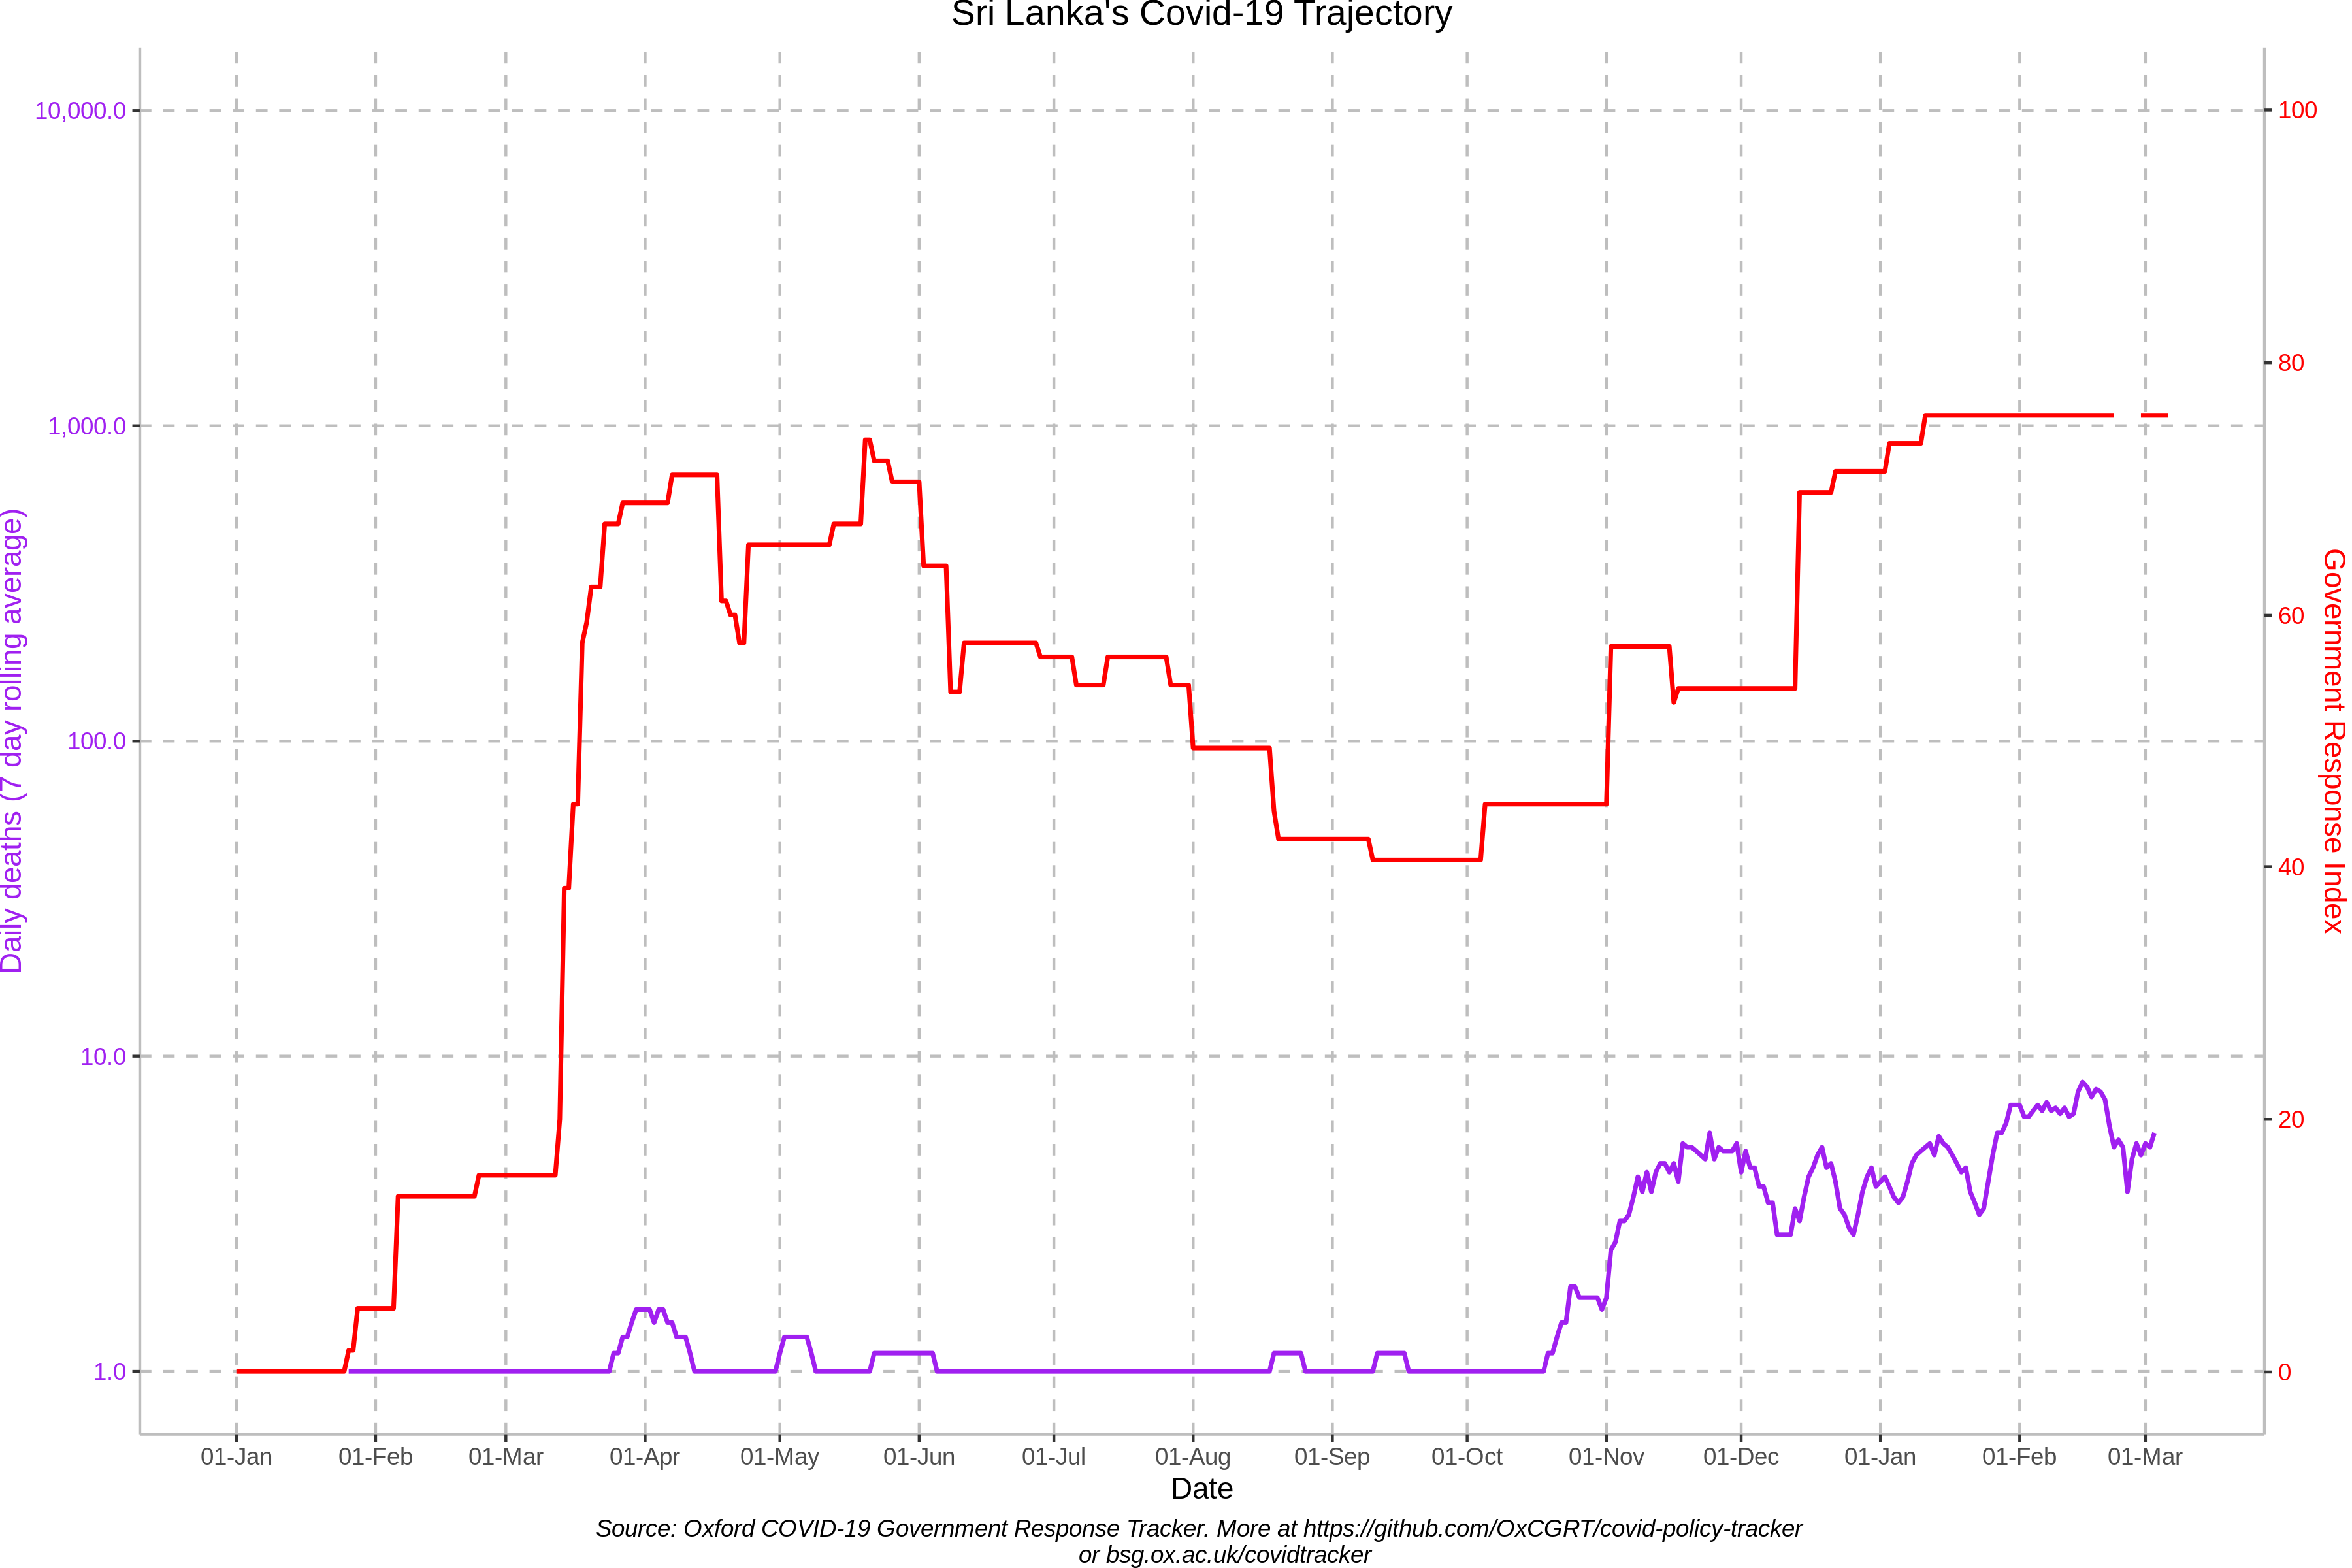 Sri Lanka's Covid-19 Trajectory
10,000.0
1,000.0
100.0
10.0
1.0
Daily deaths (7 day rolling average)
100
80
60
40
20
0
Government Response Index
01-Jan
01-Feb
01-Mar
01-Apr
01-May
01-Jun
01-Jul
01-Aug
01-Sep
01-Oct
01-Nov
01-Dec
01-Jan
01-Feb
01-Mar
Date
Source: Oxford COVID-19 Government Response Tracker. More at https://github.com/OxCGRT/covid-policy-tracker
or bsg.ox.ac.uk/covidtracker